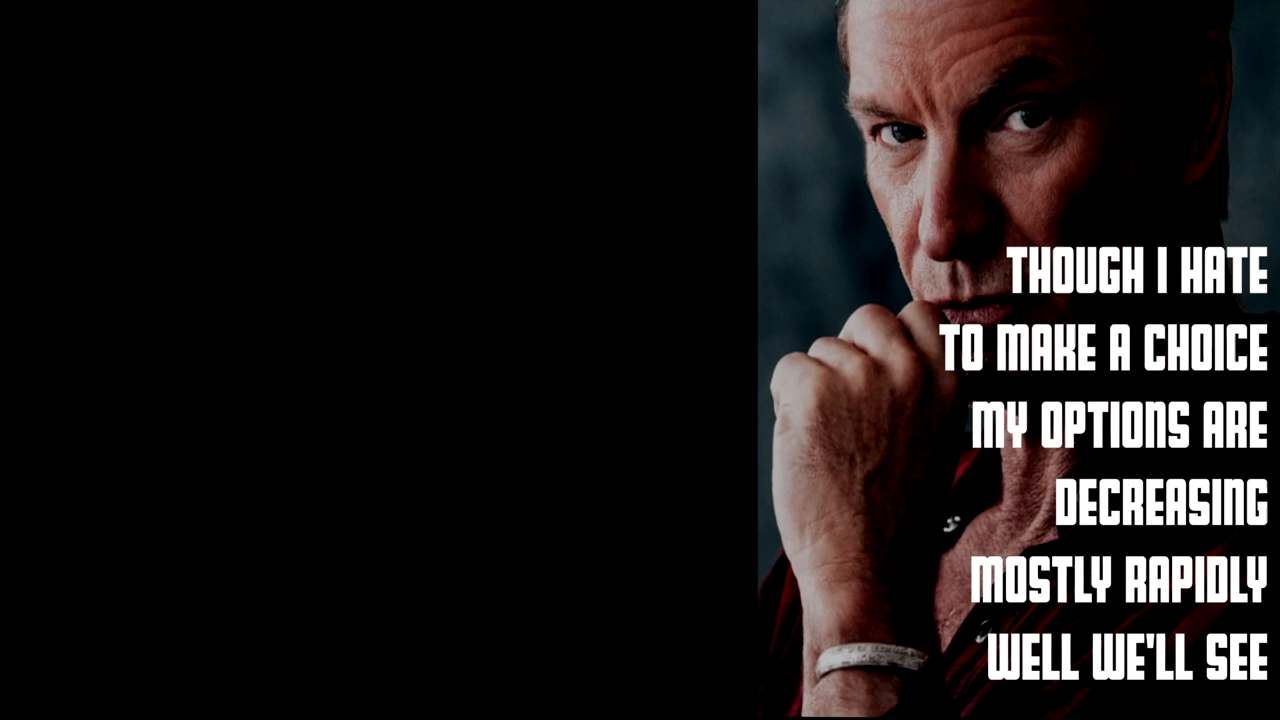 THOUGH I HATE
TO MAKE A CHOICE
MY OPTIONS ARE
DECREASING
MOSTLY RAPIDLY
WELL WE'LL SEE